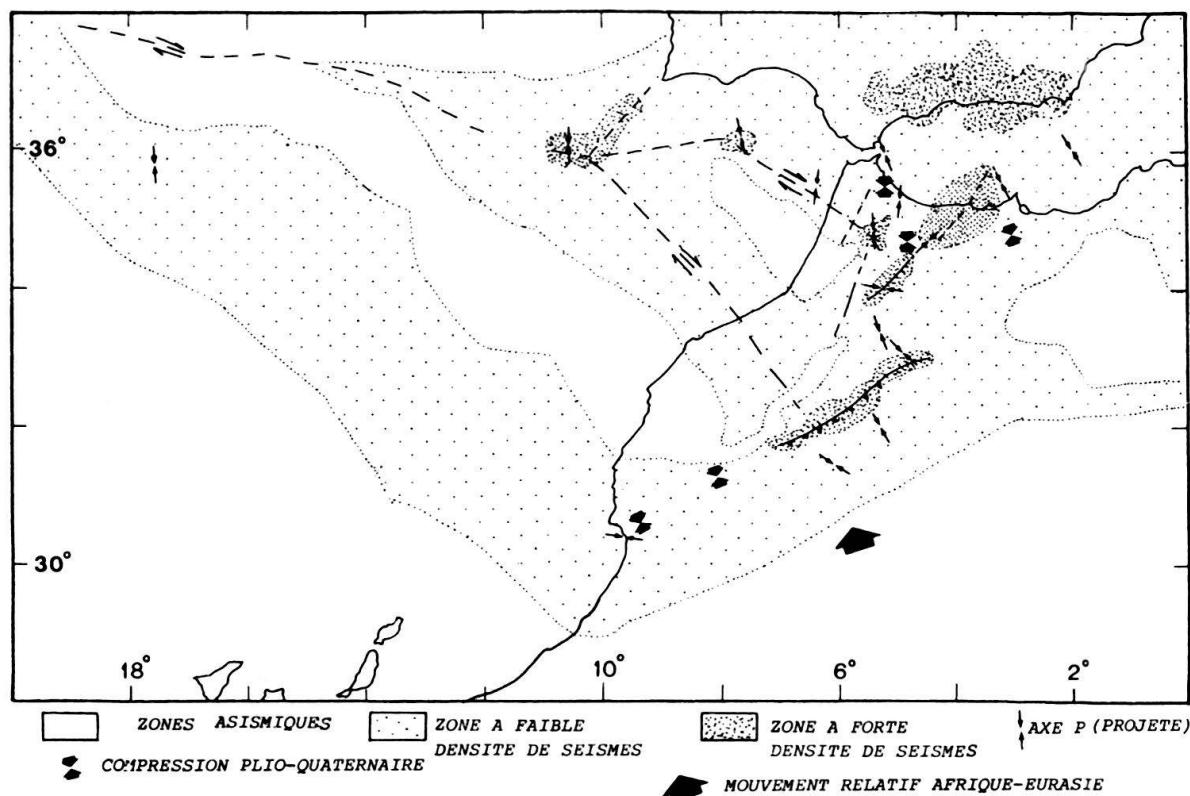 36°
30°
18° 10° 6° 2°
ZONES ASISMIQUES
ZONE A FAIBLE
DENSITE DE SEISMES
ZONE A FORTE
DENSITE DE SEISMES
AXE P (PROJETE)
COMPRESSION PLIO-QUATERNAIRE
MOUVEMENT RELATIF AFRIQUE-EURASIE